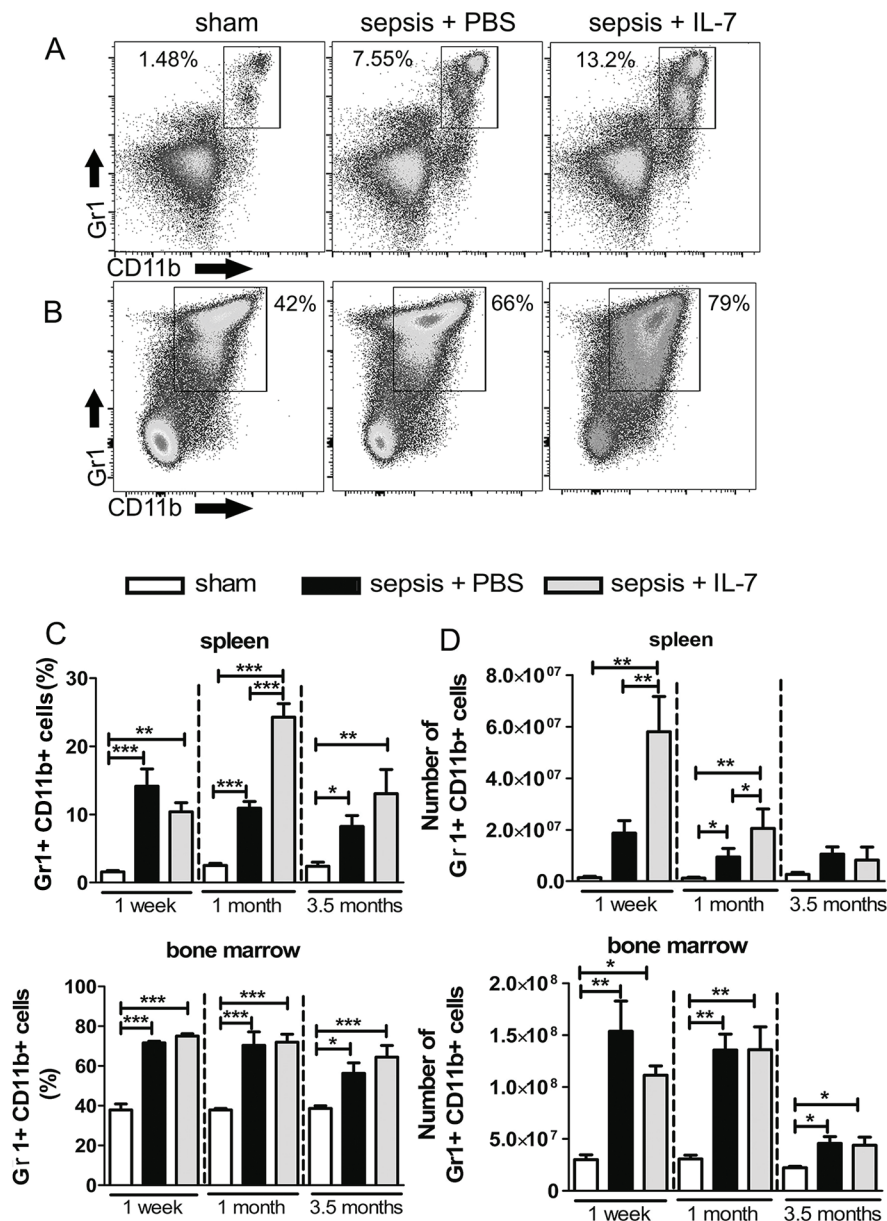 sham sepsis + PBS sepsis + IL-7
A
1.48% 7.55% 13.2%
Gr1
CD11b
B
42% 66% 79%
Gr1
CD11b
sham sepsis + PBS sepsis + IL-7
C
spleen
Gr1+ CD11b+ cells (%)
30
20
10
0
** *** *** *** *** ** *
1 week 1 month 3.5 months
D
spleen
Number of
Gr1+ CD11b+ cells
8.0×10⁰⁷
6.0×10⁰⁷
4.0×10⁰⁷
2.0×10⁰⁷
0.0
** ** ** * *
1 week 1 month 3.5 months
bone marrow
Gr1+ CD11b+ cells
(%)
100
80
60
40
20
0
*** *** *** *** *** *
1 week 1 month 3.5 months
bone marrow
Number of
Gr1+ CD11b+ cells
2.0×10⁸
1.5×10⁸
1.0×10⁸
5.0×10⁷
0.0
* ** ** ** * *
1 week 1 month 3.5 months